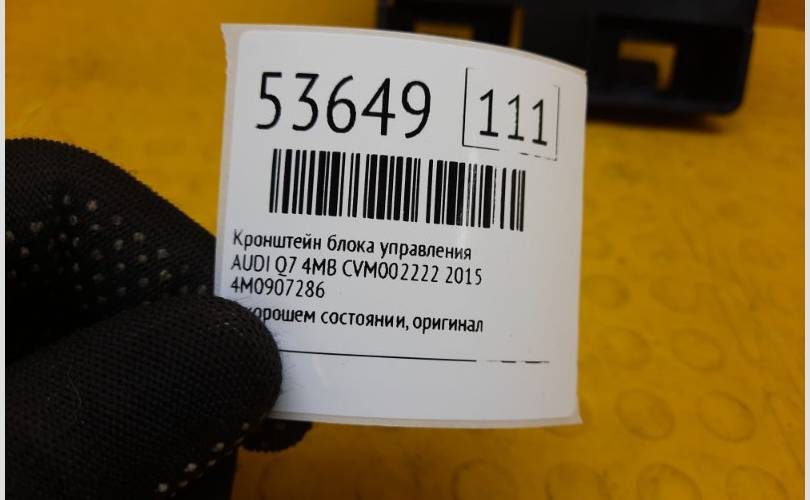 53649 111
Кронштейн блока управления
AUDI Q7 4MB CVM002222 2015
4M0907286
хорошем состоянии, оригинал